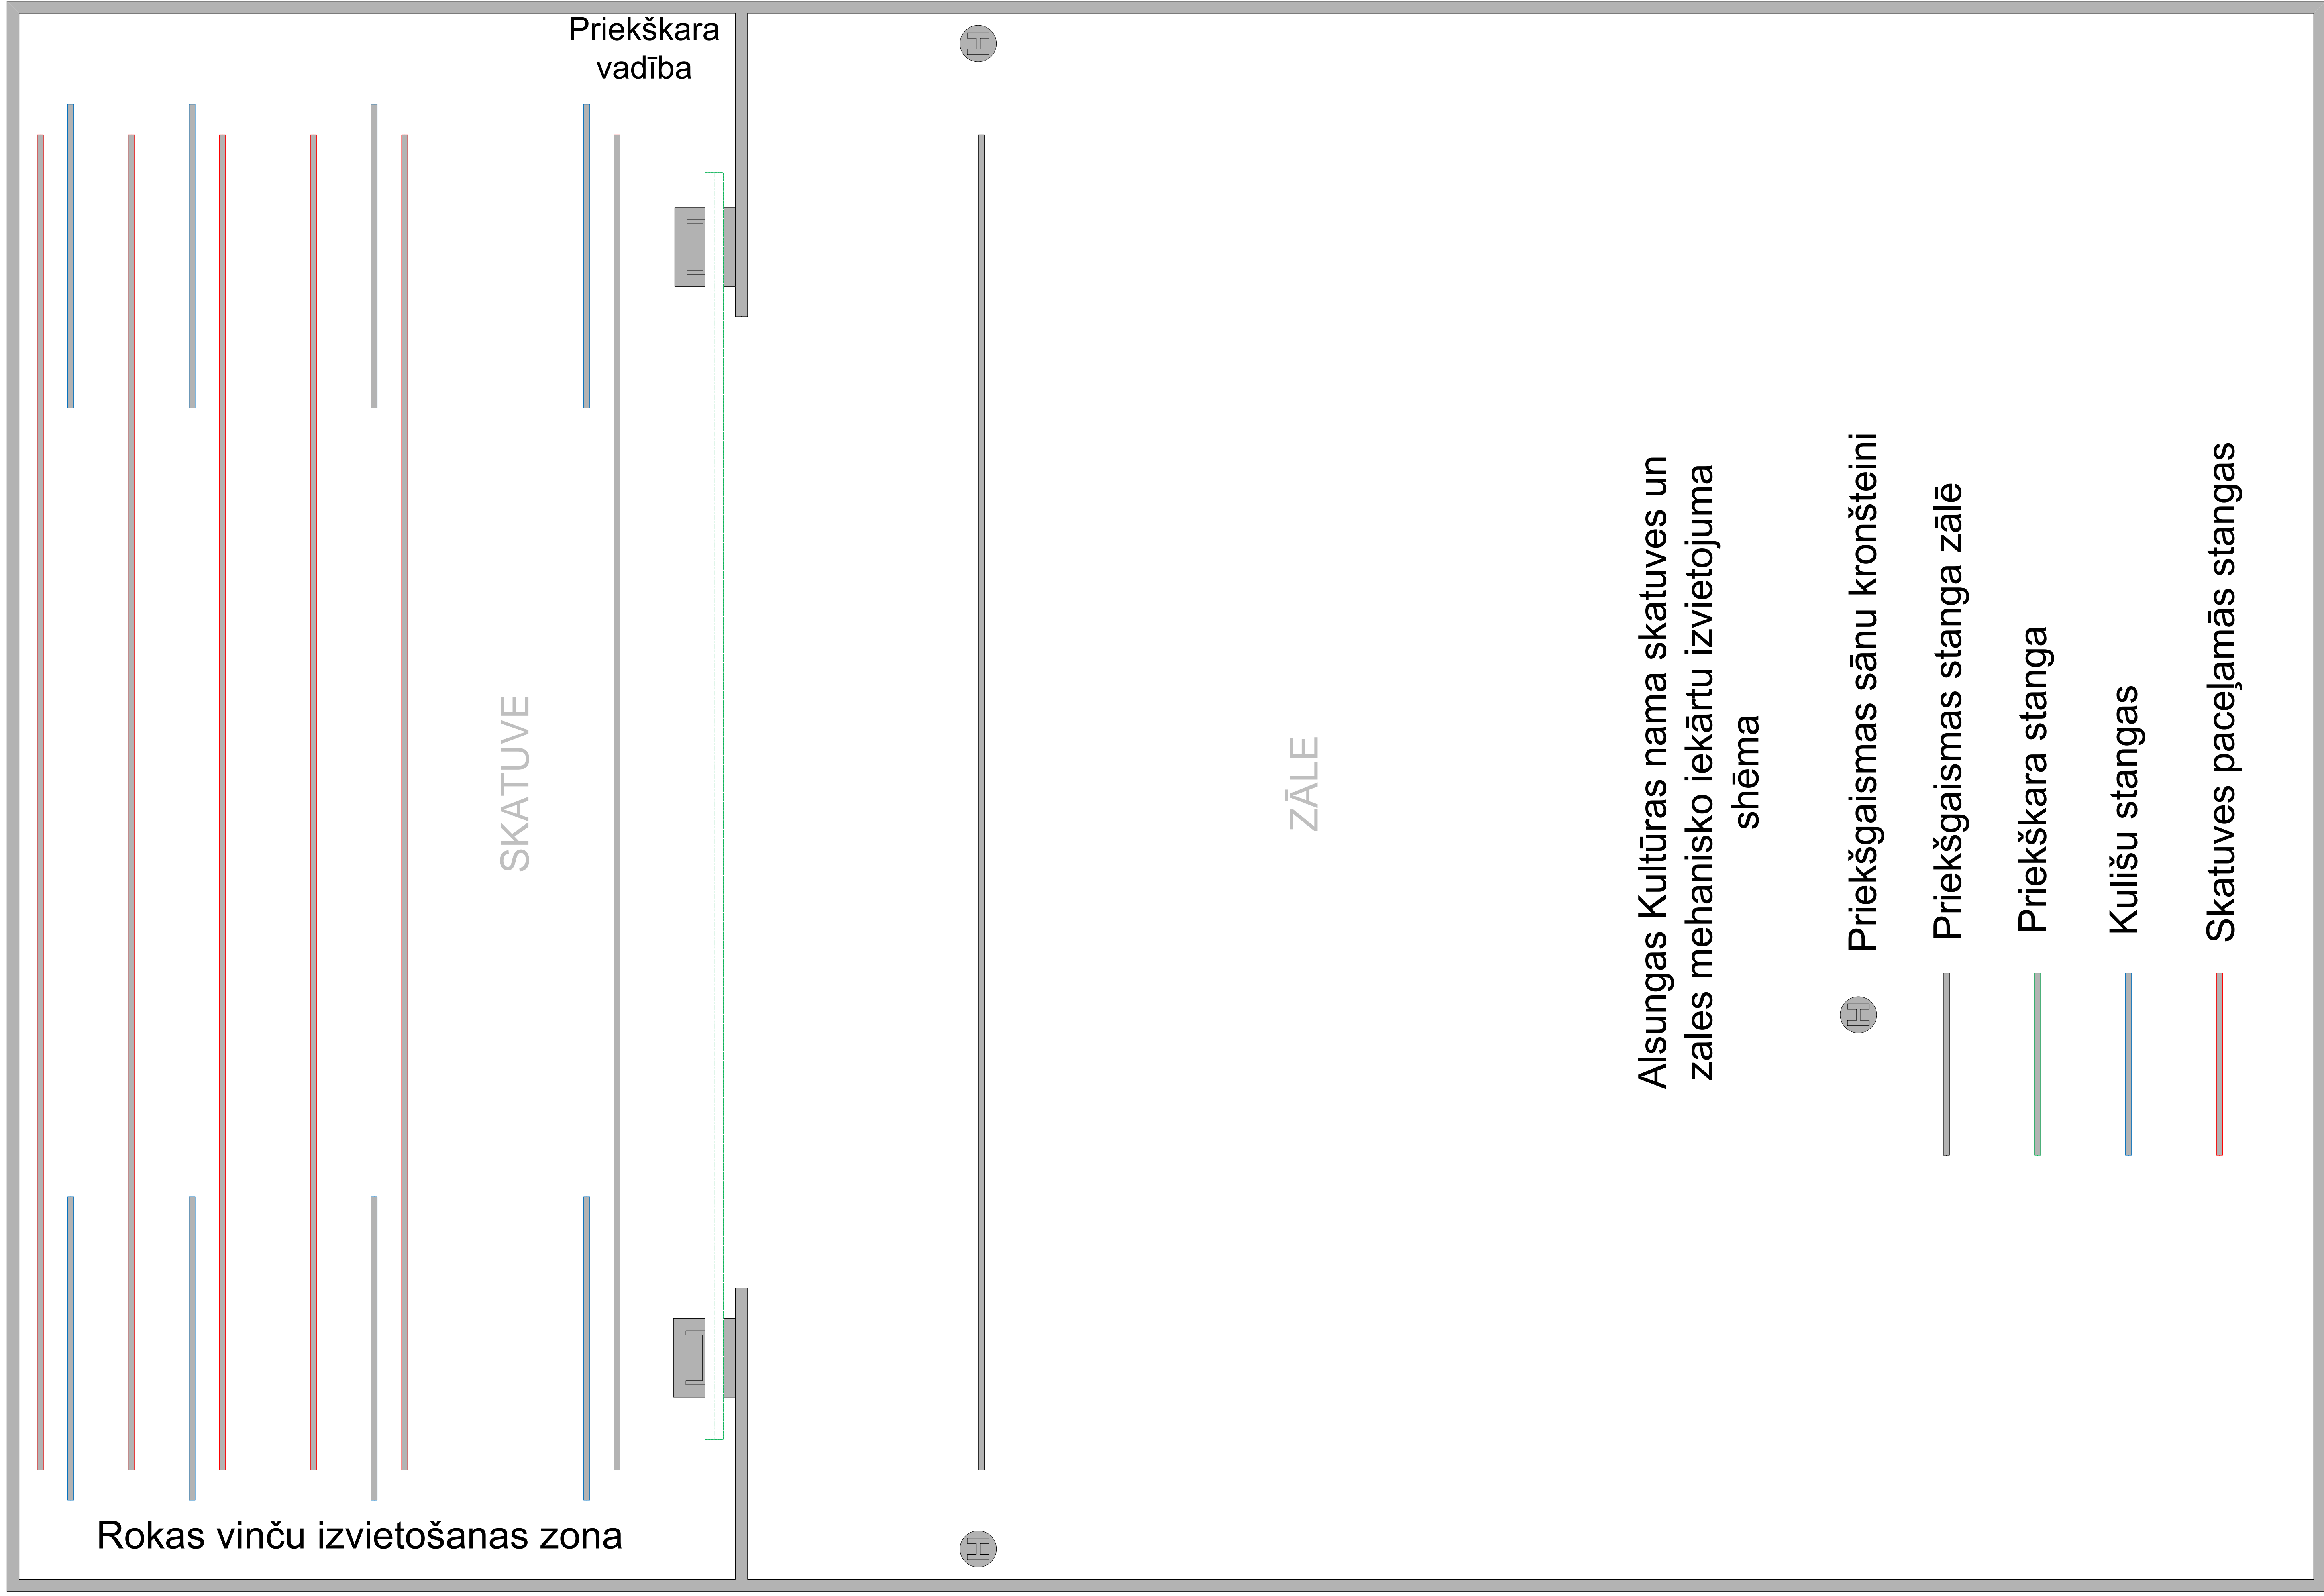 Priekškara
vadība
SKATUVE
ZĀLE
Rokas vinču izvietošanas zona
Alsungas Kultūras nama skatuves un
zales mehanisko iekārtu izvietojuma
shēma
Priekšgaismas sānu kronšteini
Priekšgaismas stanga zālē
Priekškara stanga
Kulišu stangas
Skatuves paceļamās stangas